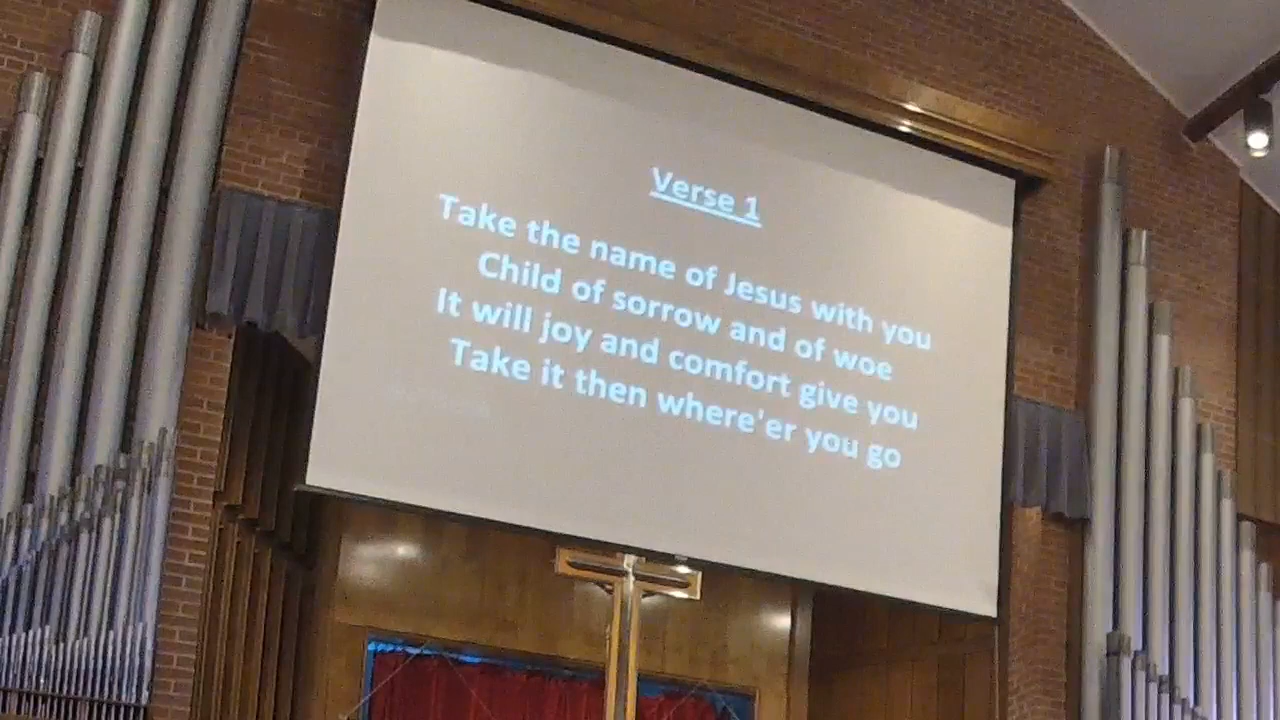 Verse 1
Take the name of Jesus with you
Child of sorrow and of woe
It will joy and comfort give you
Take it then where'er you go